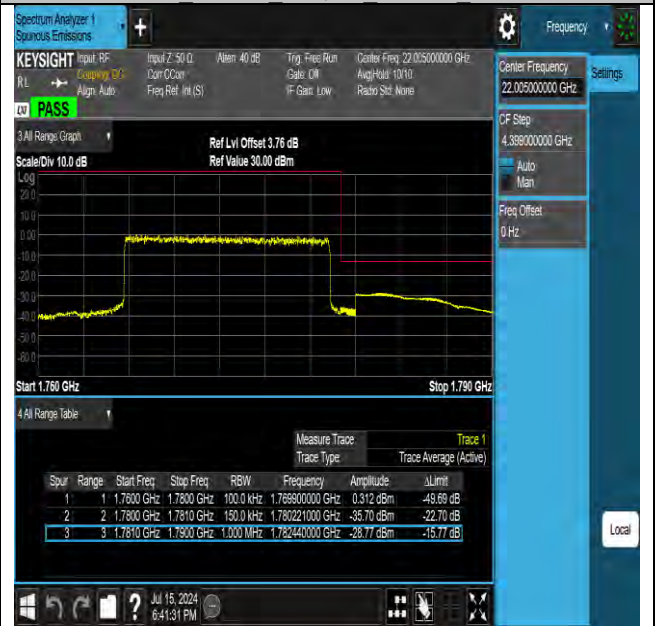 Spectrum Analyzer 1
Spurious Emissions
+
Frequency
KEYSIGHT Input: RF Input Z: 50 Ω Atten: 40 dB Trig: Free Run Center Freq: 22.005000000 GHz
RL Coupling: DC Corr CCorr Gate: Off Avg|Hold: 10/10
Align: Auto Freq Ref: Int (S) IF Gain: Low Radio Std: None
LXI PASS
3 All Range Graph
Ref Lvl Offset 3.76 dB
Scale/Div 10.0 dB Ref Value 30.00 dBm
Log
20.0
10.0
0.00
-10.0
-20.0
-30.0
-40.0
-50.0
-60.0
Start 1.760 GHz Stop 1.790 GHz
4 All Range Table
Measure Trace Trace 1
Trace Type Trace Average (Active)
Spur Range Start Freq Stop Freq RBW Frequency Amplitude ΔLimit
1 1 1.7600 GHz 1.7800 GHz 100.0 kHz 1.769900000 GHz 0.312 dBm -49.69 dB
2 2 1.7800 GHz 1.7810 GHz 150.0 kHz 1.780221000 GHz -35.70 dBm -22.70 dB
3 3 1.7810 GHz 1.7900 GHz 1.000 MHz 1.782440000 GHz -28.77 dBm -15.77 dB
Center Frequency
22.005000000 GHz
Settings
CF Step
4.399000000 GHz
Auto
Man
Freq Offset
0 Hz
Local
? Jul 15, 2024
6:41:31 PM